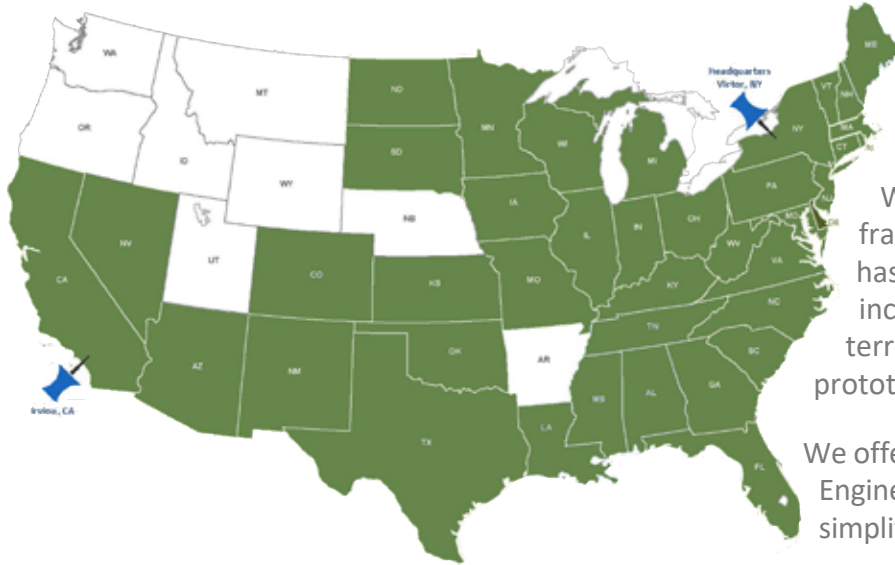 ME
WA
Headquarters
Victor, NY
MT
VT
NH
ND
MN
OR
NY
MA
WI
SD
CT
ID
MI
WY
PA
NJ
IA
NB
OH
MD
DE
IL
IN
NV
WV
UT
VA
CO
CA
KS
MO
KY
NC
TN
OK
AR
AZ
NM
SC
MS
AL
GA
Irvine, CA
LA
TX
FL
W
fra
has
inc
terr
protot
We offe
Engine
simpli